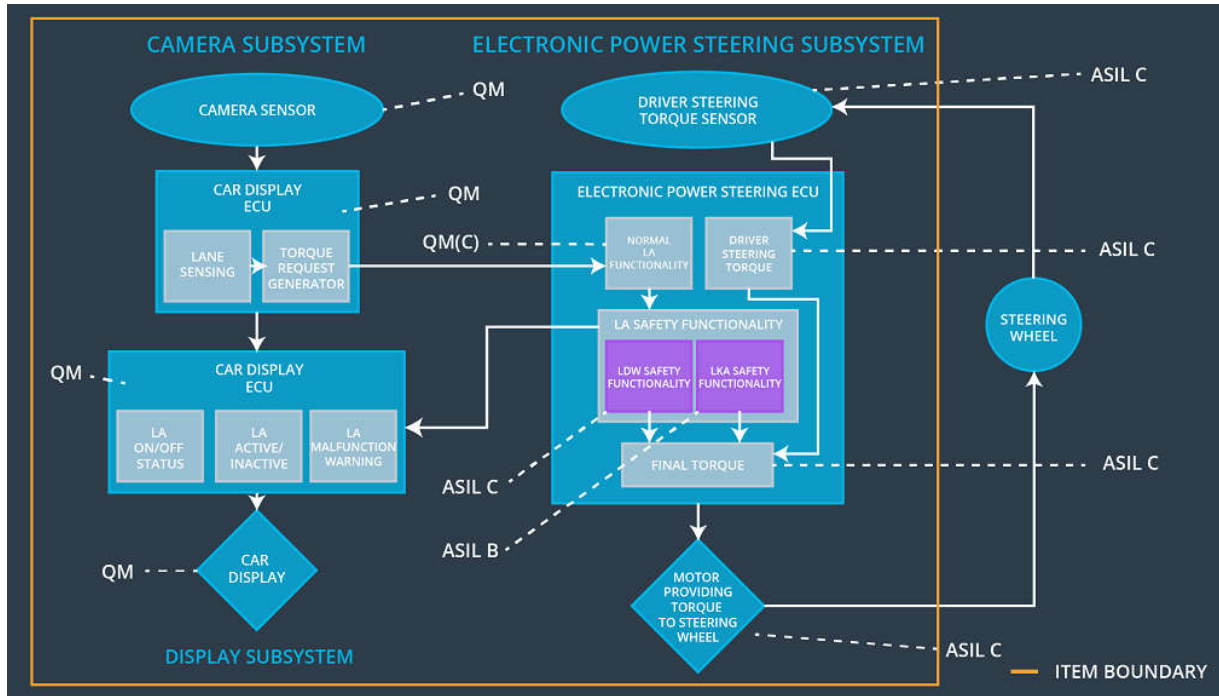 CAMERA SUBSYSTEM
ELECTRONIC POWER STEERING SUBSYSTEM
CAMERA SENSOR
QM
DRIVER STEERING
TORQUE SENSOR
ASIL C
CAR DISPLAY
ECU
QM
LANE
SENSING
TORQUE
REQUEST
GENERATOR
QM(C)
ELECTRONIC POWER STEERING ECU
NORMAL
LA
FUNCTIONALITY
DRIVER
STEERING
TORQUE
ASIL C
LA SAFETY FUNCTIONALITY
LDW SAFETY
FUNCTIONALITY
LKA SAFETY
FUNCTIONALITY
STEERING
WHEEL
QM
CAR DISPLAY
ECU
LA
ON/OFF
STATUS
LA
ACTIVE/
INACTIVE
LA
MALFUNCTION
WARNING
FINAL TORQUE
ASIL C
ASIL C
ASIL B
QM
CAR
DISPLAY
MOTOR
PROVIDING
TORQUE
TO STEERING
WHEEL
ASIL C
DISPLAY SUBSYSTEM
ITEM BOUNDARY